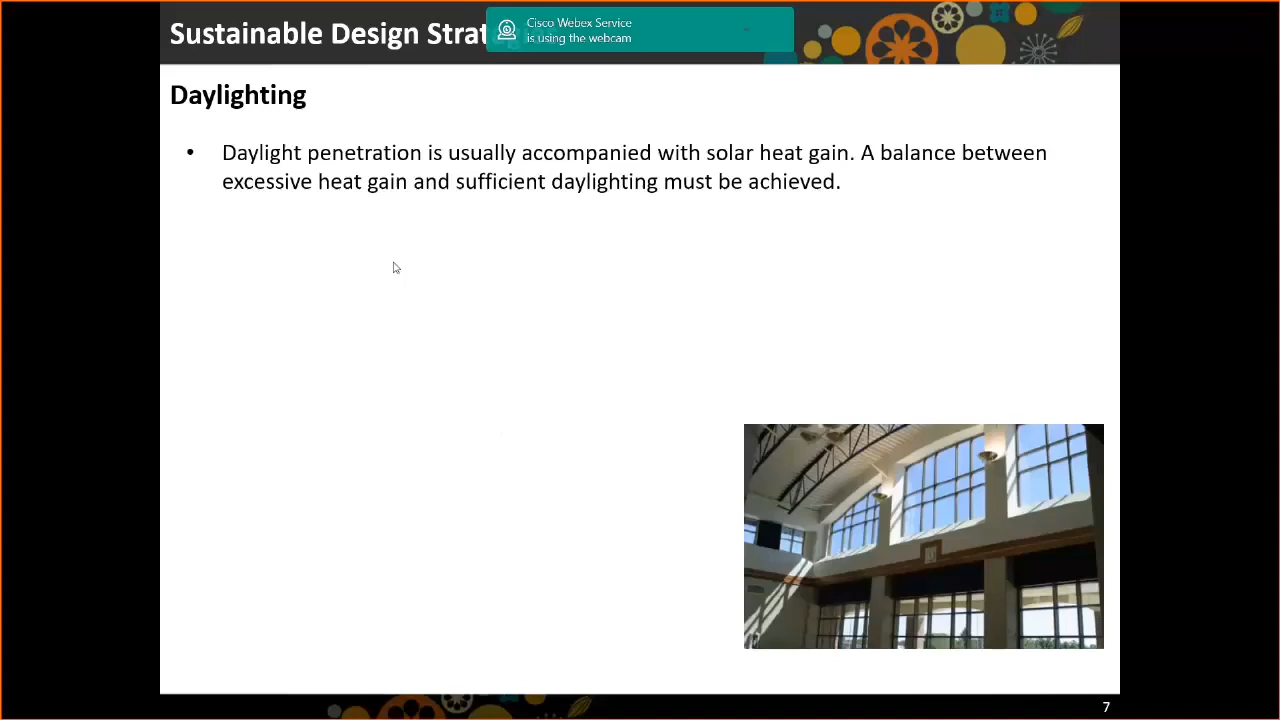 Sustainable Design Strat
Cisco Webex Service
is using the webcam
Daylighting
• Daylight penetration is usually accompanied with solar heat gain. A balance between
excessive heat gain and sufficient daylighting must be achieved.
7